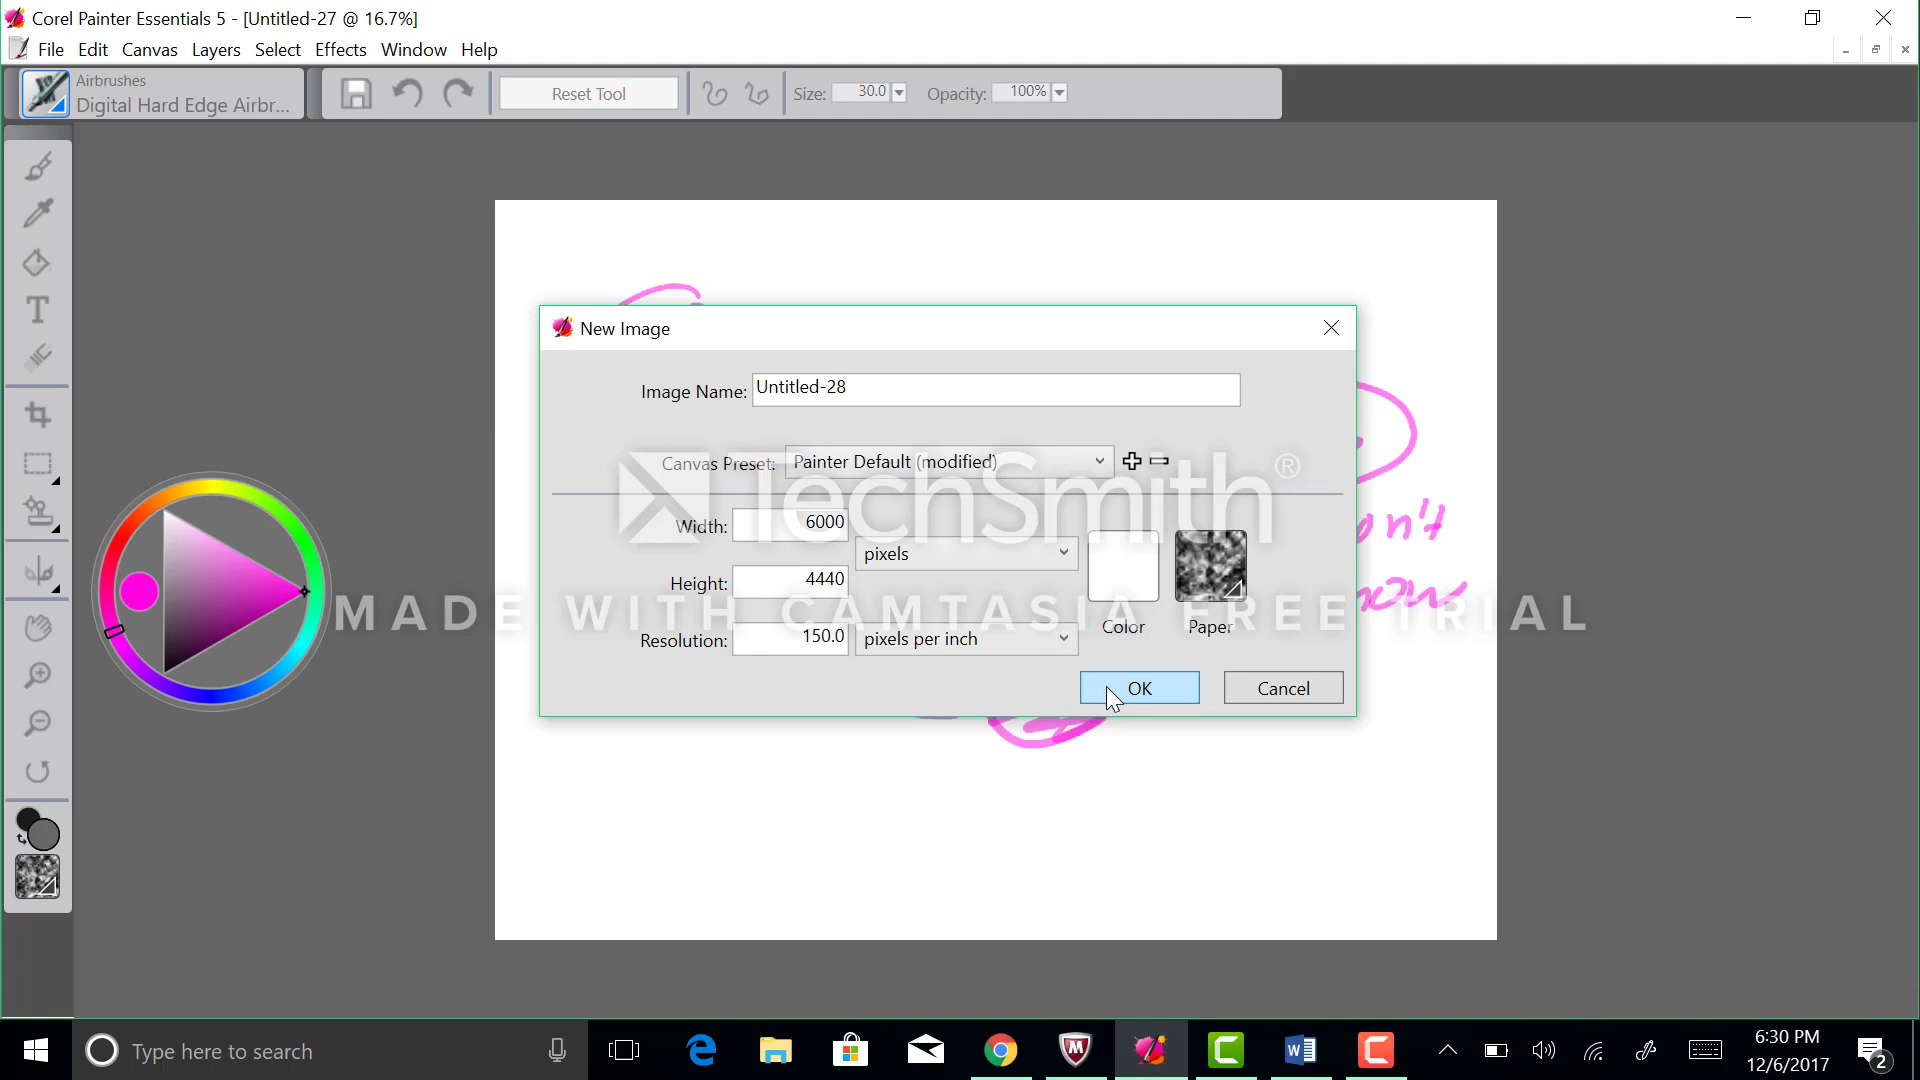 Corel Painter Essentials 5 - [Untitled-27 @ 16.7%]
File Edit Canvas Layers Select Effects Window Help
Airbrushes
Digital Hard Edge Airbr...
Reset Tool
Size: 30.0
Opacity: 100%
New Image
Image Name: Untitled-28
Canvas Preset: Painter Default (modified)
TechSmith®
Width: 6000
pixels
on't
Height: 4440
now
MADE WITH CAMTASIA FREE TRIAL
Color Paper
Resolution: 150.0 pixels per inch
OK Cancel
Type here to search
6:30 PM
12/6/2017
2